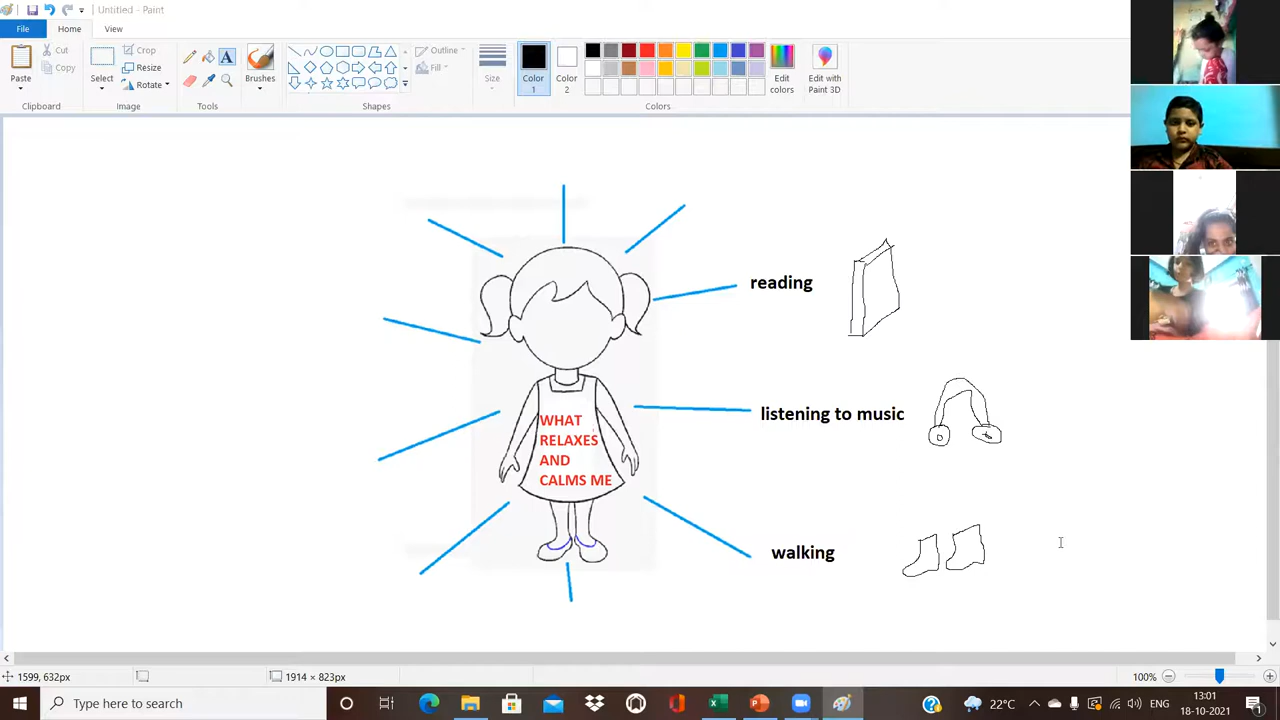 Untitled - Paint
File
Home
View
Paste
Cut
Copy
Clipboard
Select
Crop
Resize
Rotate
Image
Tools
Brushes
Shapes
Outline
Fill
Size
Color
1
Color
2
Colors
Edit
colors
Edit with
Paint 3D
reading
WHAT
RELAXES
AND
CALMS ME
listening to music
walking
1599, 632px
1914 × 823px
100%
Type here to search
22°C
13:01
18-10-2021